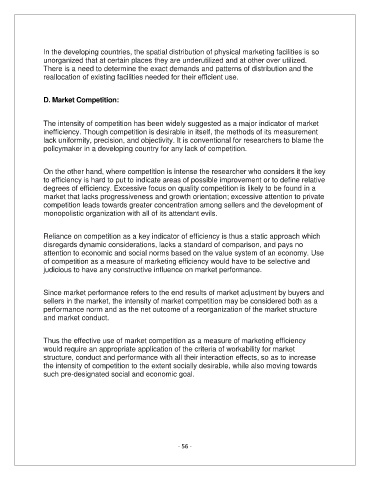 In the developing countries, the spatial distribution of physical marketing facilities is so
unorganized that at certain places they are underutilized and at other over utilized.
There is a need to determine the exact demands and patterns of distribution and the
reallocation of existing facilities needed for their efficient use.
D. Market Competition:
The intensity of competition has been widely suggested as a major indicator of market
inefficiency. Though competition is desirable in itself, the methods of its measurement
lack uniformity, precision, and objectivity. It is conventional for researchers to blame the
policymaker in a developing country for any lack of competition.
On the other hand, where competition is intense the researcher who considers it the key
to efficiency is hard to put to indicate areas of possible improvement or to define relative
degrees of efficiency. Excessive focus on quality competition is likely to be found in a
market that lacks progressiveness and growth orientation; excessive attention to private
competition leads towards greater concentration among sellers and the development of
monopolistic organization with all of its attendant evils.
Reliance on competition as a key indicator of efficiency is thus a static approach which
disregards dynamic considerations, lacks a standard of comparison, and pays no
attention to economic and social norms based on the value system of an economy. Use
of competition as a measure of marketing efficiency would have to be selective and
judicious to have any constructive influence on market performance.
Since market performance refers to the end results of market adjustment by buyers and
sellers in the market, the intensity of market competition may be considered both as a
performance norm and as the net outcome of a reorganization of the market structure
and market conduct.
Thus the effective use of market competition as a measure of marketing efficiency
would require an appropriate application of the criteria of workability for market
structure, conduct and performance with all their interaction effects, so as to increase
the intensity of competition to the extent socially desirable, while also moving towards
such pre-designated social and economic goal.
- 56 -